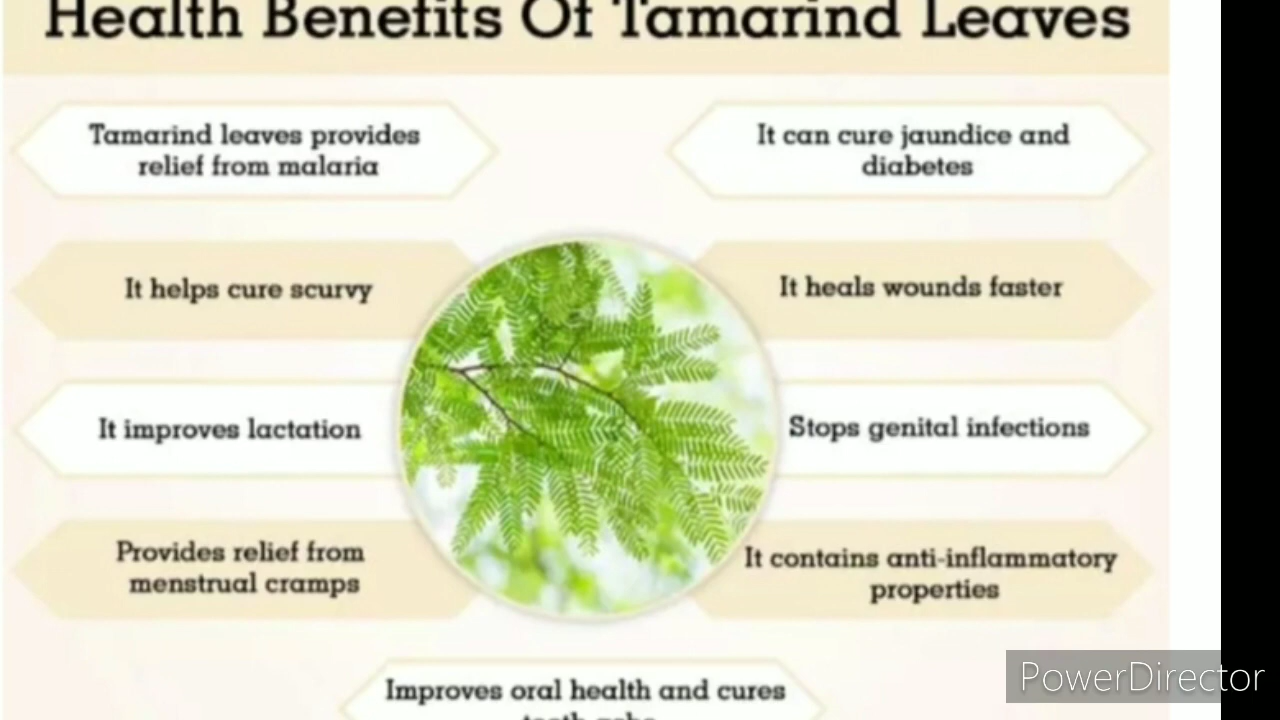 Health Benefits Of Tamarind Leaves
Tamarind leaves provides
relief from malaria
It can cure jaundice and
diabetes
It helps cure scurvy
It heals wounds faster
It improves lactation
Stops genital infections
Provides relief from
menstrual cramps
It contains anti-inflammatory
properties
Improves oral health and cures
PowerDirector